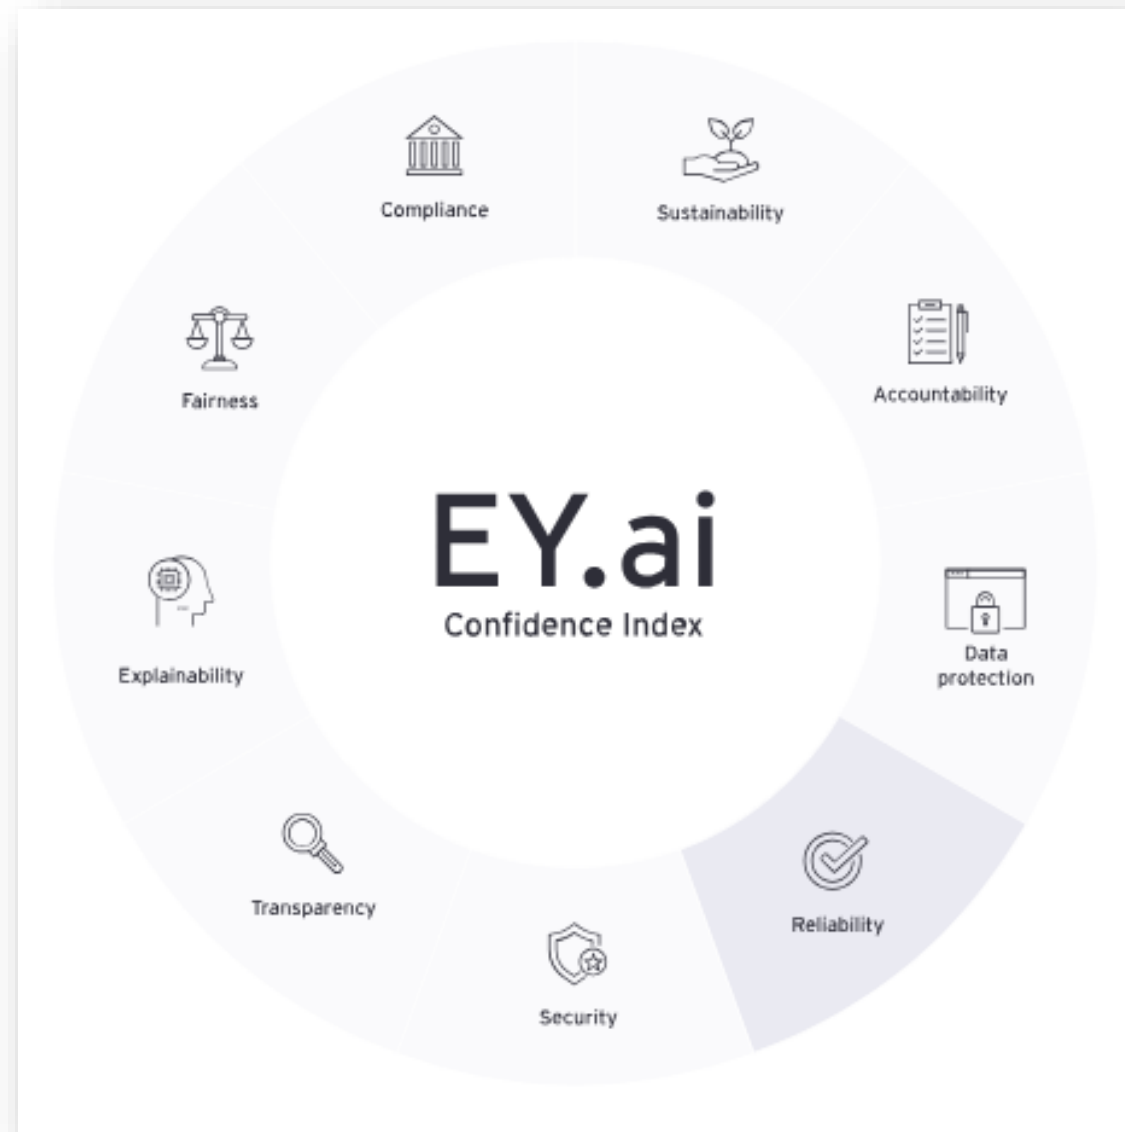 Compliance
Sustainability
Fairness
Accountability
EY.ai
Confidence Index
Explainability
Data
protection
Transparency
Reliability
Security